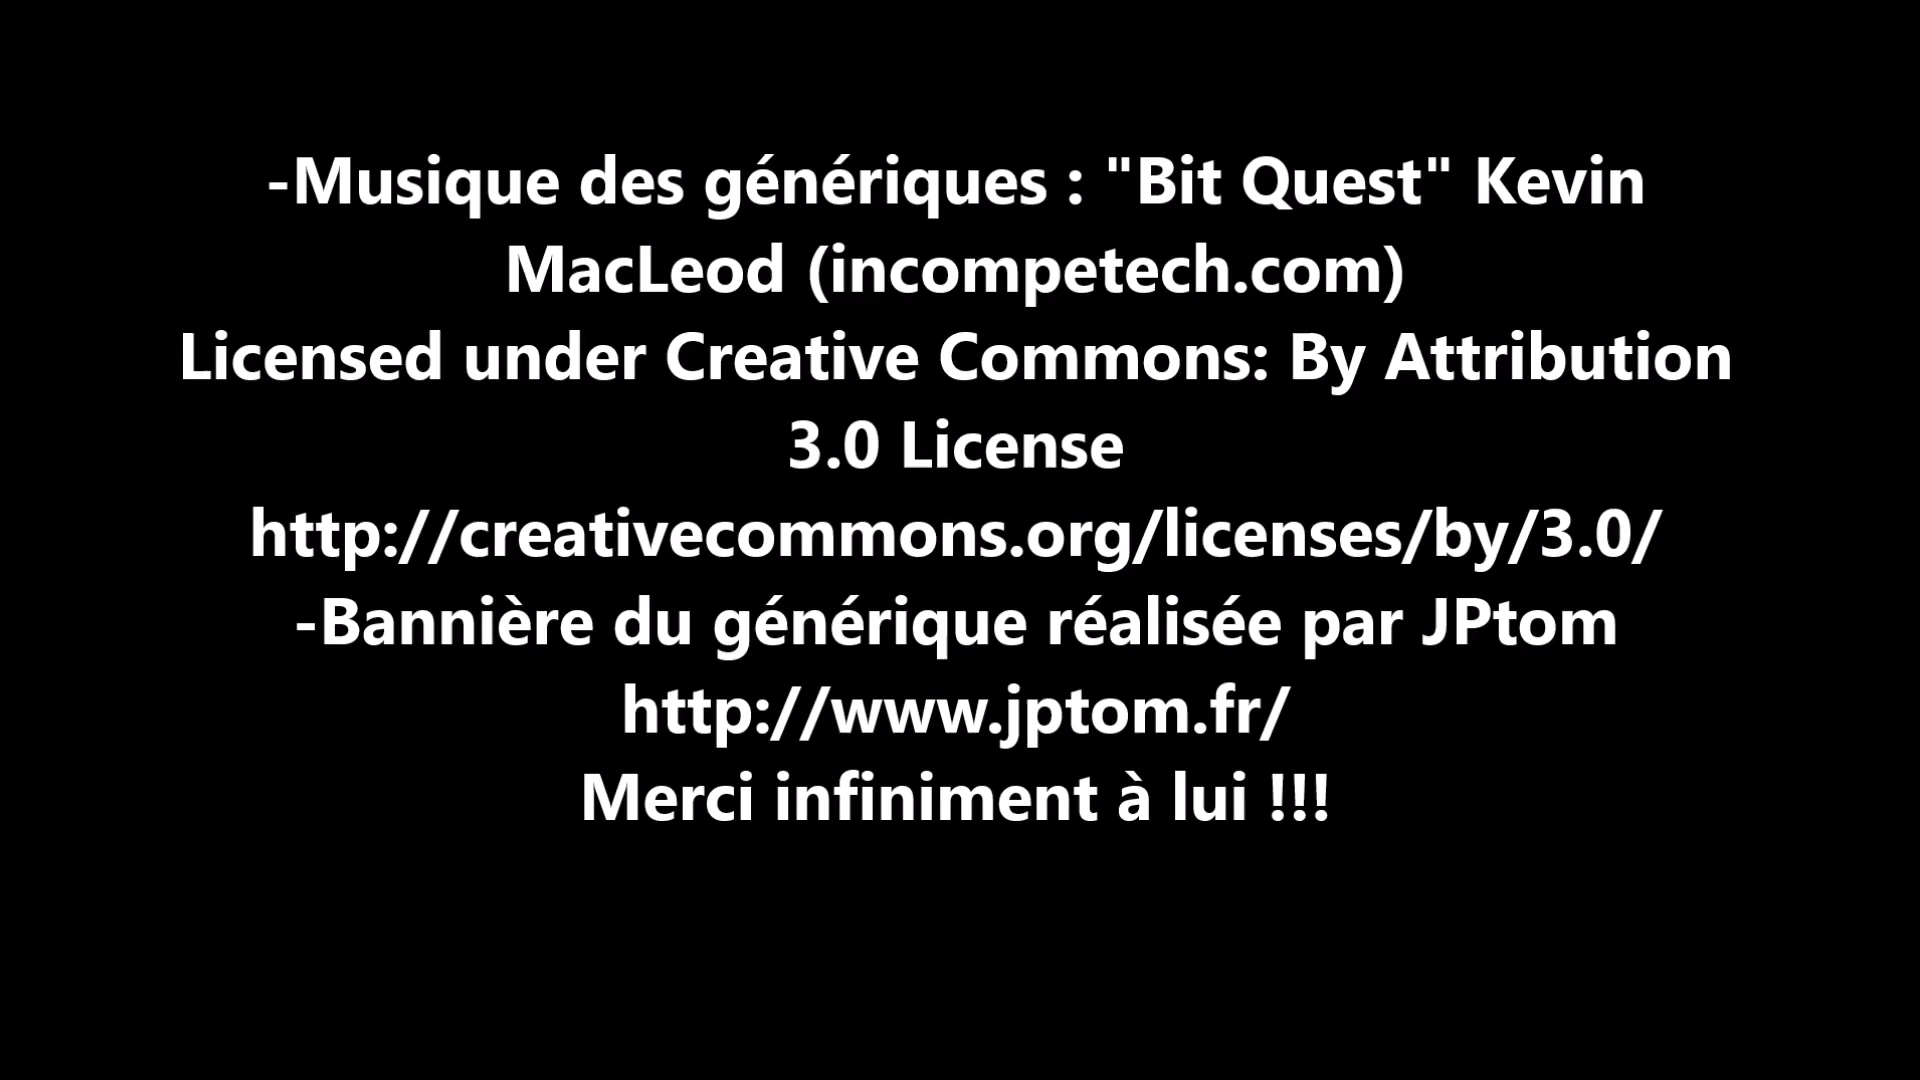 -Musique des génériques : "Bit Quest" Kevin
MacLeod (incompetech.com)
Licensed under Creative Commons: By Attribution
3.0 License
http://creativecommons.org/licenses/by/3.0/
-Bannière du générique réalisée par JPtom
http://www.jptom.fr/
Merci infiniment à lui !!!